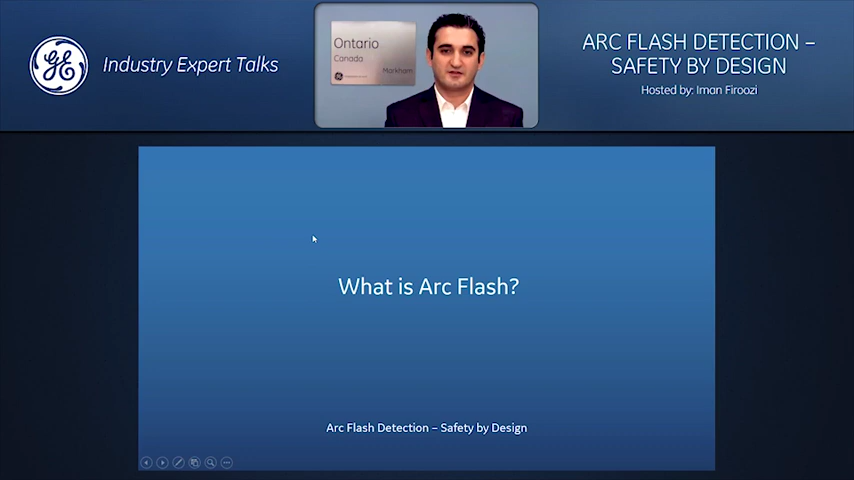 GE
Industry Expert Talks
Ontario
Canada
Markham
ARC FLASH DETECTION –
SAFETY BY DESIGN
Hosted by: Iman Firoozi
What is Arc Flash?
Arc Flash Detection – Safety by Design